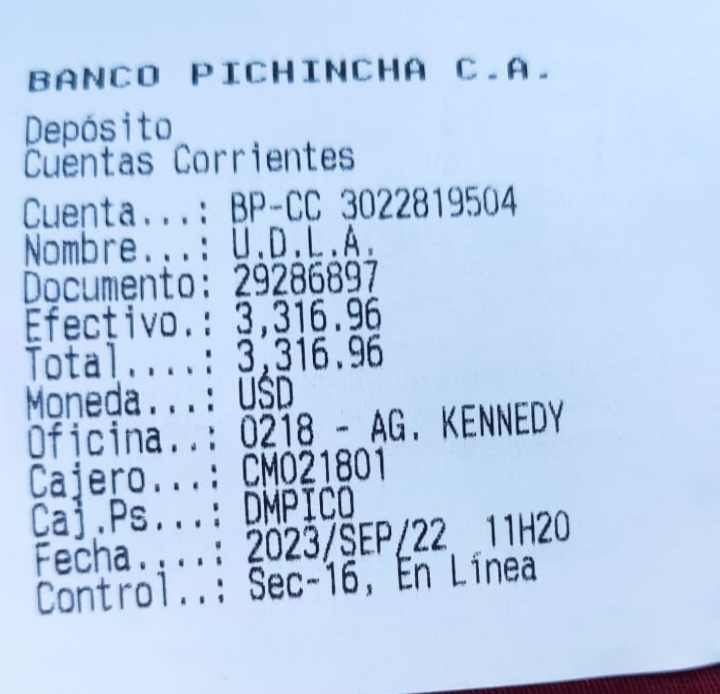 BANCO PICHINCHA C.A.
Depósito
Cuentas Corrientes
Cuenta...: BP-CC 3022819504
Nombre...: U.D.L.A.
Documento: 29286897
Efectivo.: 3,316.96
Total....: 3,316.96
Moneda...: USD
Oficina..: 0218 - AG. KENNEDY
Cajero...: CM021801
Caj.Ps...: DMPICO
Fecha....: 2023/SEP/22 11H20
Control..: Sec-16, En Línea